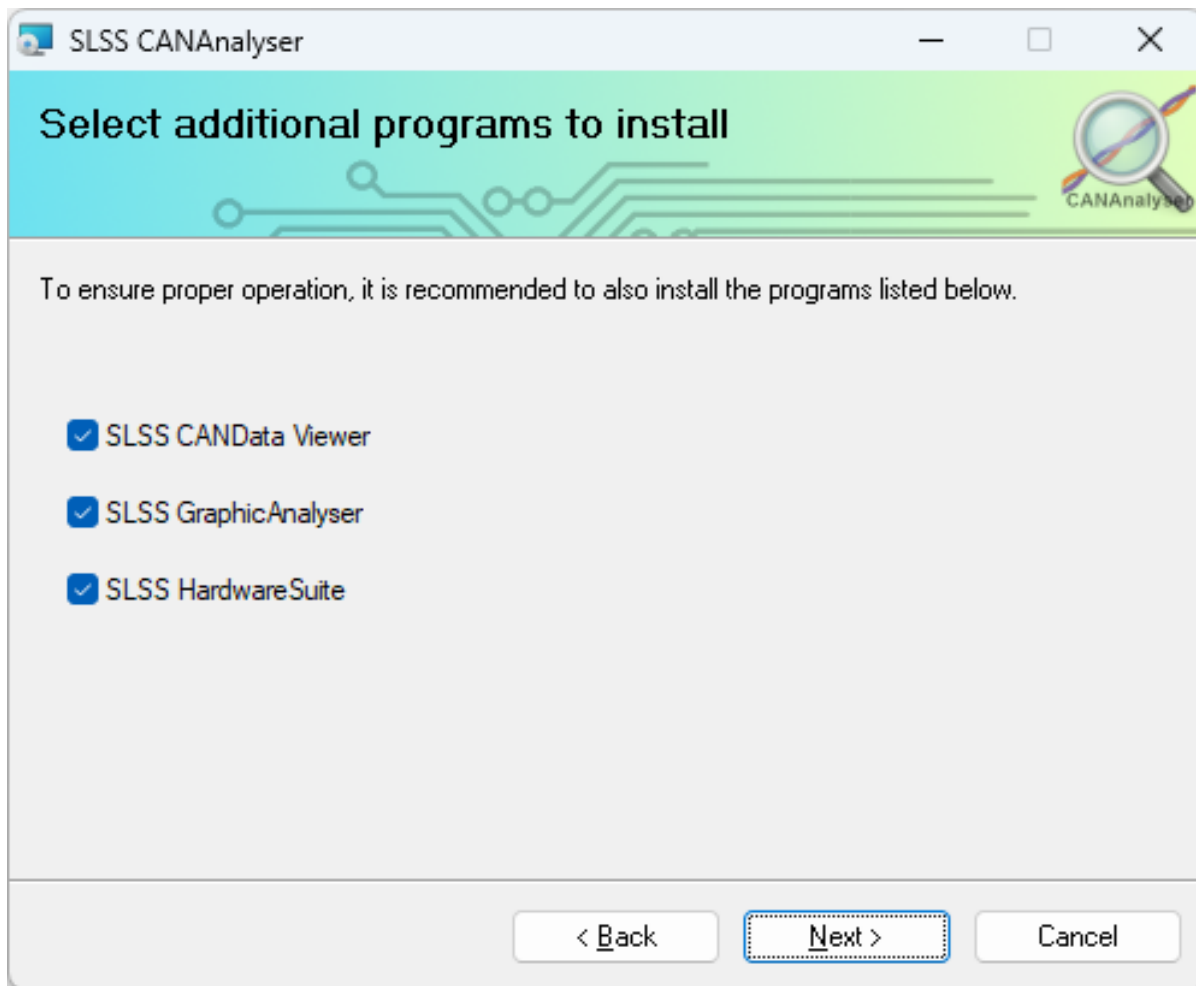 SLSS CANAnalyser
Select additional programs to install
CANAnalyser
To ensure proper operation, it is recommended to also install the programs listed below.
SLSS CANData Viewer
SLSS GraphicAnalyser
SLSS HardwareSuite
< Back
Next >
Cancel